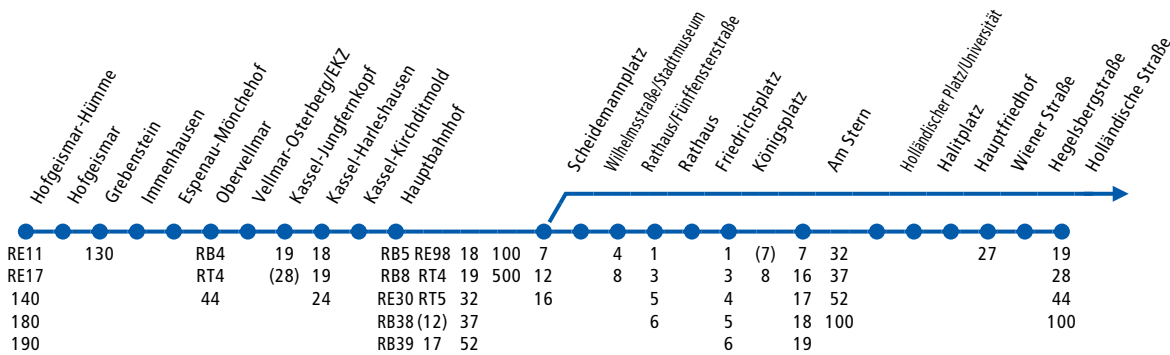 Hofgeismar-Hümme
Hofgeismar
Grebenstein
Immenhausen
Espenau-Mönchehof
Obervellmar
Vellmar-Osterberg/EKZ
Kassel-Jungfernkopf
Kassel-Harleshausen
Kassel-Kirchditmold
Hauptbahnhof
Scheidemannplatz
Wilhelmsstraße/Stadtmuseum
Rathaus/Fünffensterstraße
Rathaus
Friedrichsplatz
Königsplatz
Am Stern
Holländischer Platz/Universität
Halitplatz
Hauptfriedhof
Wiener Straße
Hegelsbergstraße
Holländische Straße
RE11 130 RB4 19 18 RB5 RE98 18 100 7 4 1 1 (7) 7 32 27 19
RE17 RT4 (28) 19 RB8 RT4 19 500 12 8 3 3 8 16 37 28
140 44 24 RE30 RT5 32 16 5 4 17 52 44
180 RB38 (12) 37 6 5 18 100 100
190 RB39 17 52 6 19